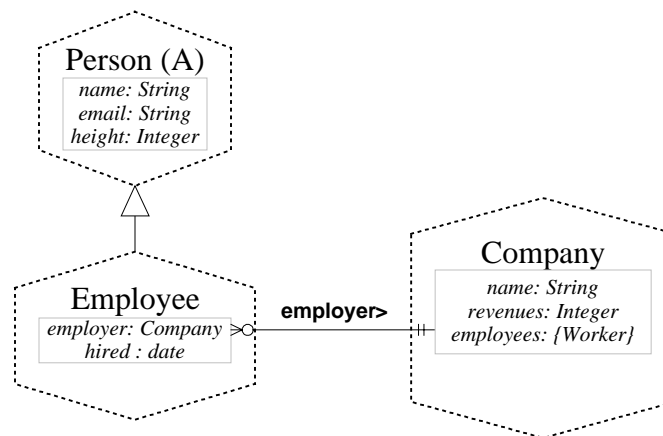 Person (A)
name: String
email: String
height: Integer
Company
name: String
revenues: Integer
employees: {Worker}
Employee
employer: Company
hired : date
employer>